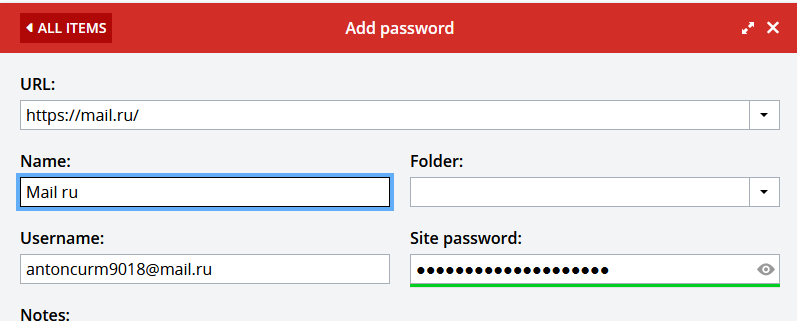 ALL ITEMS
Add password
URL:
https://mail.ru/
Name:
Folder:
Mail ru
Username:
Site password:
antoncurm9018@mail.ru
••••••••••••••••••••
Notes: